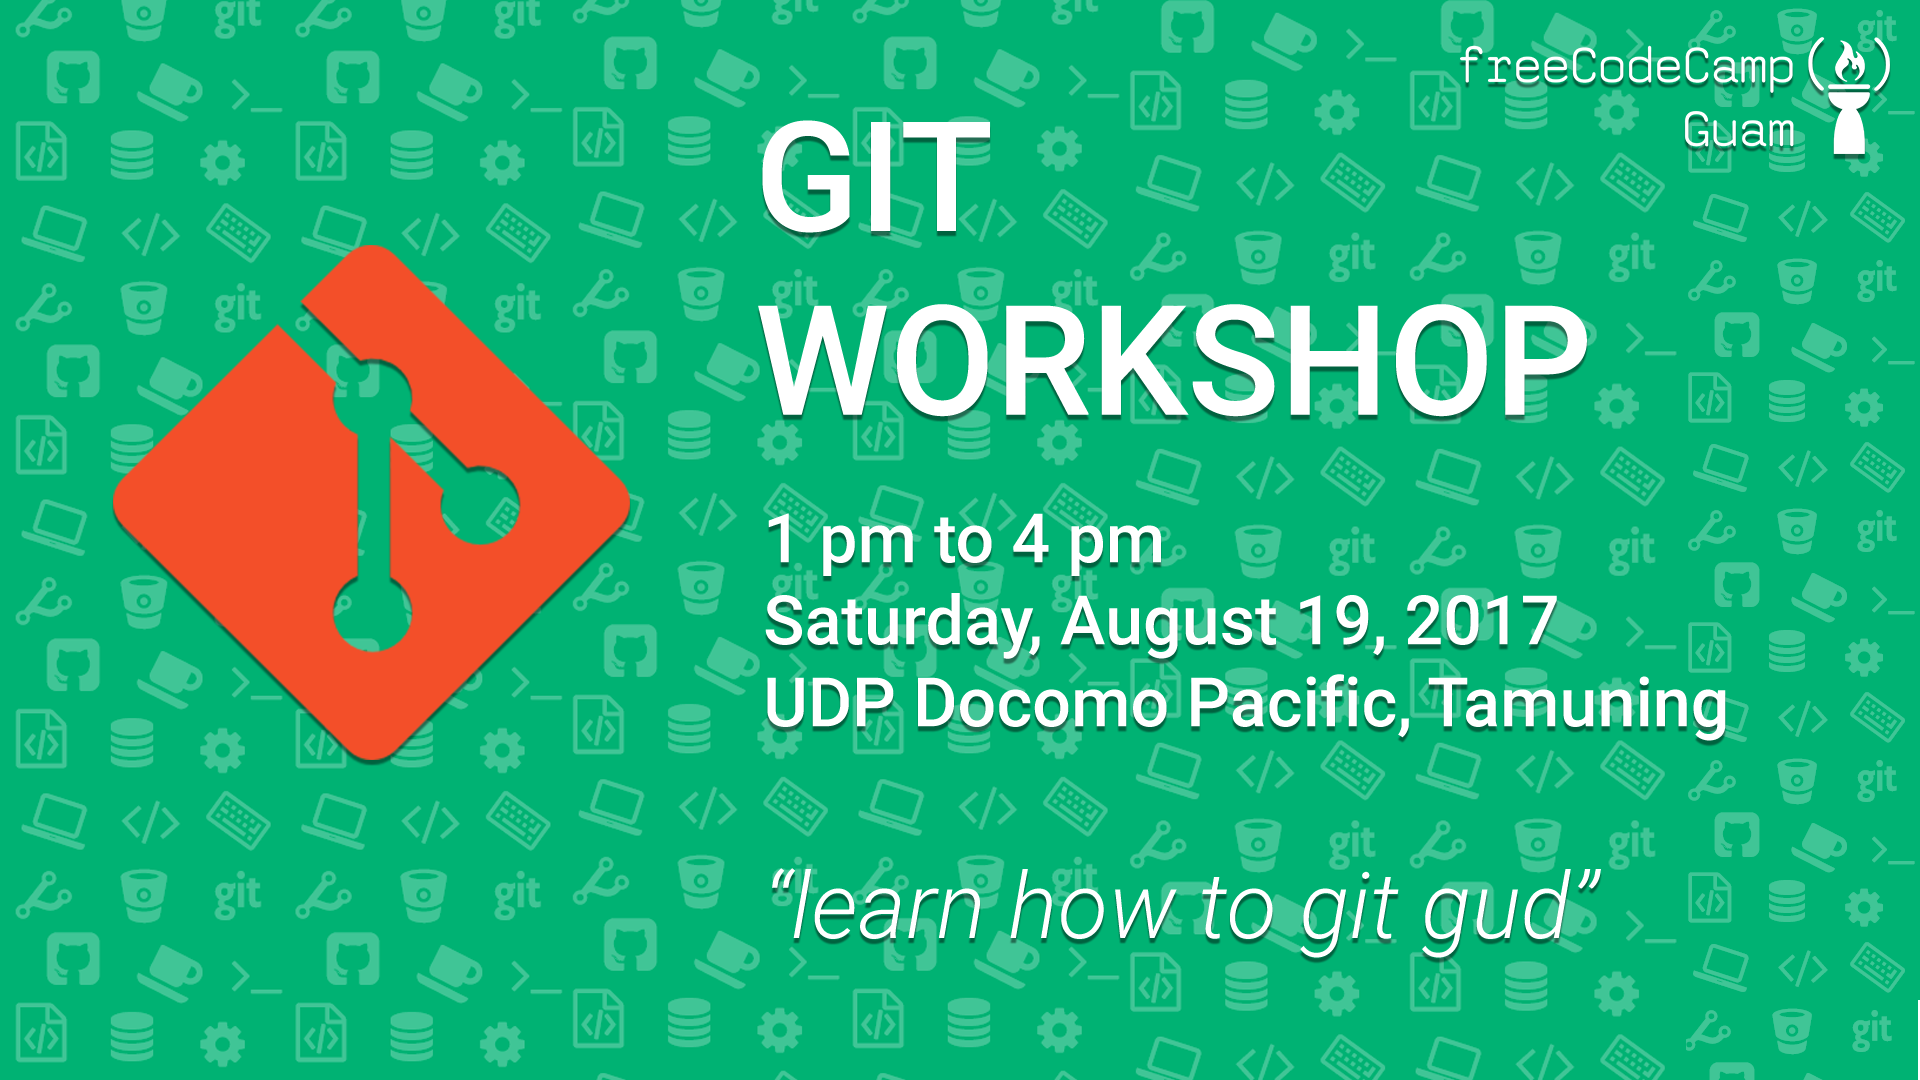 freeCodeCamp
Guam
GIT
WORKSHOP
1 pm to 4 pm
Saturday, August 19, 2017
UDP Docomo Pacific, Tamuning
“learn how to git gud”